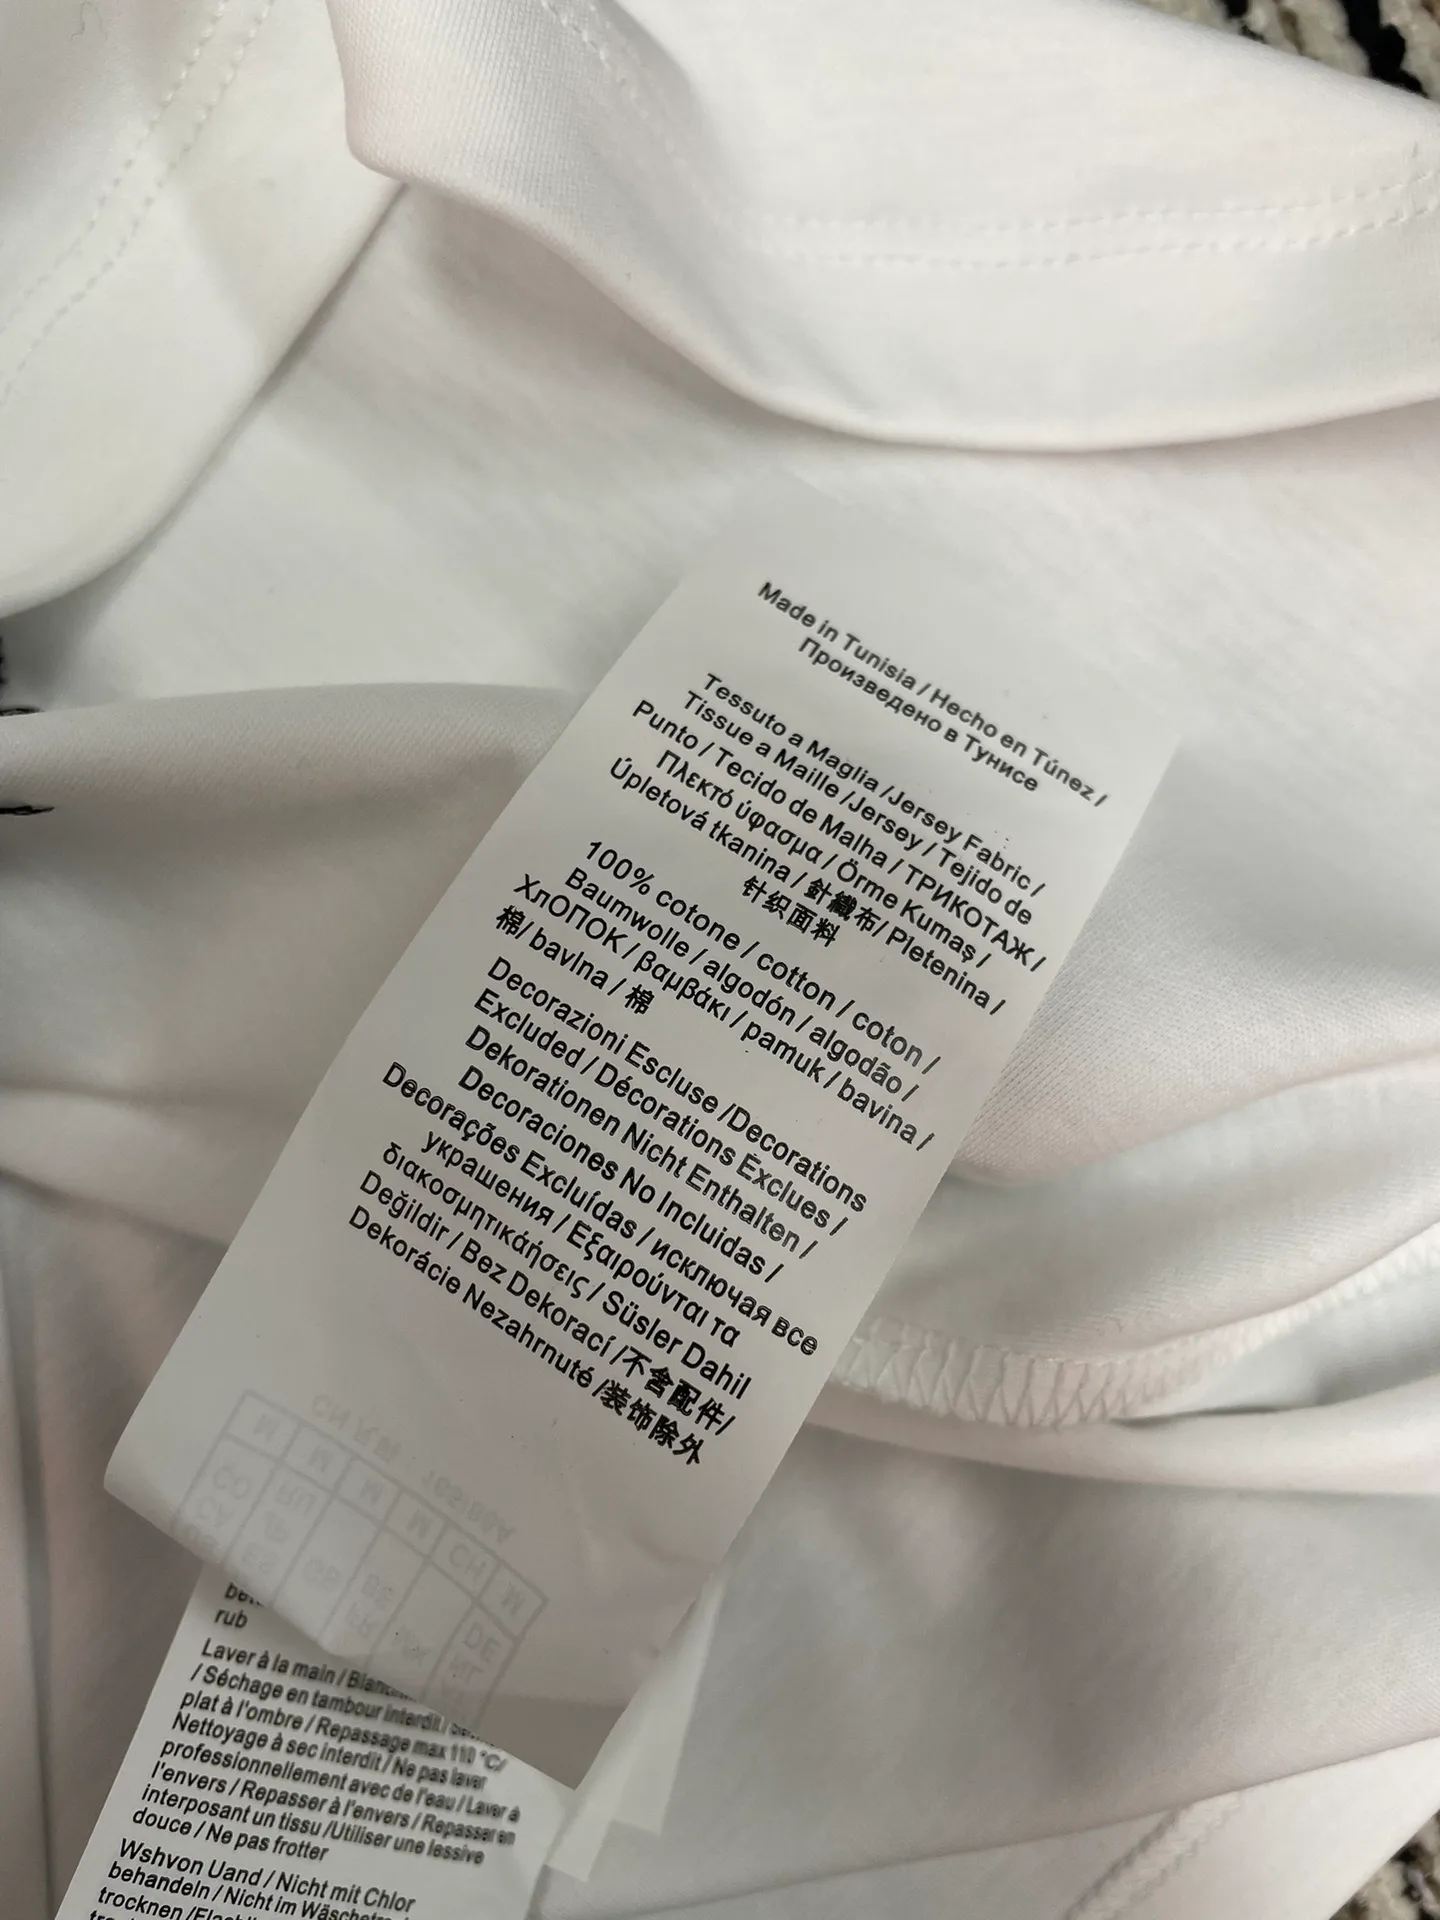 Made in Tunisia / Hecho en Túnez /
Произведено в Тунисе
Tessuto a Maglia /Jersey Fabric /
Tissue a Maille /Jersey / Tejido de
Punto / Tecido de Malha / ТРИКОТАЖ /
Πλεκτό ύφασμα / Örme Kumaş /
Úpletová tkanina / 針織布/ Pletenina /
针织面料
100% cotone / cotton / coton /
Baumwolle / algodón / algodão /
ХлОПОК / βαμβάκι / pamuk / bavina /
棉/ bavlna / 棉
Decorazioni Escluse /Decorations
Excluded / Décorations Exclues /
Dekorationen Nicht Enthalten /
Decoraciones No Incluidas /
Decorações Excluídas / исключая все
украшения / Εξαιρούνται τα
διακοσμητικάήσεις / Süsler Dahil
Değildir / Bez Dekorací /不含配件/
Dekorácie Nezahrnuté /装饰除外
rub
Laver à la main /
/ Séchage en tambour interdit /
plat à l'ombre / Repassage max 110 °C/
Nettoyage à sec interdit / Ne pas laver
professionnellement avec de l'eau / Laver à
l'envers / Repasser à l'envers / Repasser en
interposant un tissu /Utiliser une lessive
douce / Ne pas frotter
Wshvon Uand / Nicht mit Chlor
behandeln / Nicht im
trocknen